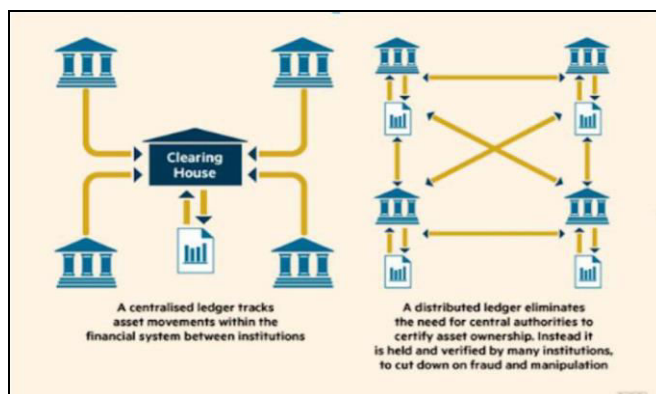 Clearing
House
A centralised ledger tracks
asset movements within the
financial system between institutions
A distributed ledger eliminates
the need for central authorities to
certify asset ownership. Instead it
is held and verified by many institutions,
to cut down on fraud and manipulation